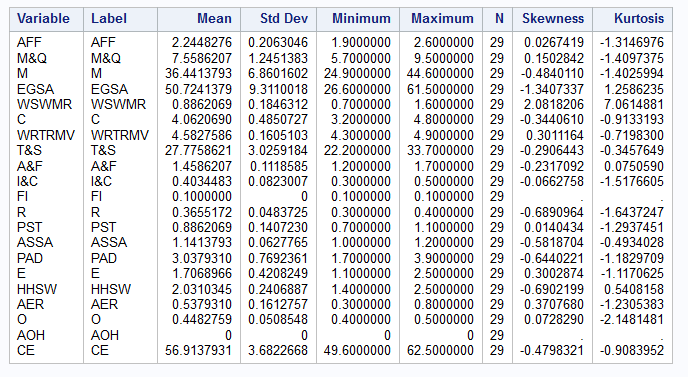 Variable Label Mean Std Dev Minimum Maximum N Skewness Kurtosis
AFF AFF 2.2448276 0.2063046 1.9000000 2.6000000 29 0.0267419 -1.3146976
M&Q M&Q 7.5586207 1.2451383 5.7000000 9.5000000 29 0.1502842 -1.4097375
M M 36.4413793 6.8601602 24.9000000 44.6000000 29 -0.4840110 -1.4025994
EGSA EGSA 50.7241379 9.3110018 26.6000000 61.5000000 29 -1.3407337 1.2586235
WSWMR WSWMR 0.8862069 0.1846312 0.7000000 1.6000000 29 2.0818206 7.0614881
C C 4.0620690 0.4850727 3.2000000 4.8000000 29 -0.3440610 -0.9133193
WRTRMV WRTRMV 4.5827586 0.1605103 4.3000000 4.9000000 29 0.3011164 -0.7198300
T&S T&S 27.7758621 3.0259184 22.2000000 33.7000000 29 -0.2906443 -0.3457649
A&F A&F 1.4586207 0.1118585 1.2000000 1.7000000 29 -0.2317092 0.0750590
I&C I&C 0.4034483 0.0823007 0.3000000 0.5000000 29 -0.0662758 -1.5176605
FI FI 0.1000000 0 0.1000000 0.1000000 29 . .
R R 0.3655172 0.0483725 0.3000000 0.4000000 29 -0.6890964 -1.6437247
PST PST 0.8862069 0.1407230 0.7000000 1.1000000 29 0.0140434 -1.2937451
ASSA ASSA 1.1413793 0.0627765 1.0000000 1.2000000 29 -0.5818704 -0.4934028
PAD PAD 3.0379310 0.7692361 1.7000000 3.9000000 29 -0.6440221 -1.1829709
E E 1.7068966 0.4208249 1.1000000 2.5000000 29 0.3002874 -1.1170625
HHSW HHSW 2.0310345 0.2406887 1.4000000 2.5000000 29 -0.6902199 0.5408158
AER AER 0.5379310 0.1612757 0.3000000 0.8000000 29 0.3707680 -1.2305383
O O 0.4482759 0.0508548 0.4000000 0.5000000 29 0.0728290 -2.1481481
AOH AOH 0 0 0 0 29 . .
CE CE 56.9137931 3.6822668 49.6000000 62.5000000 29 -0.4798321 -0.9083952